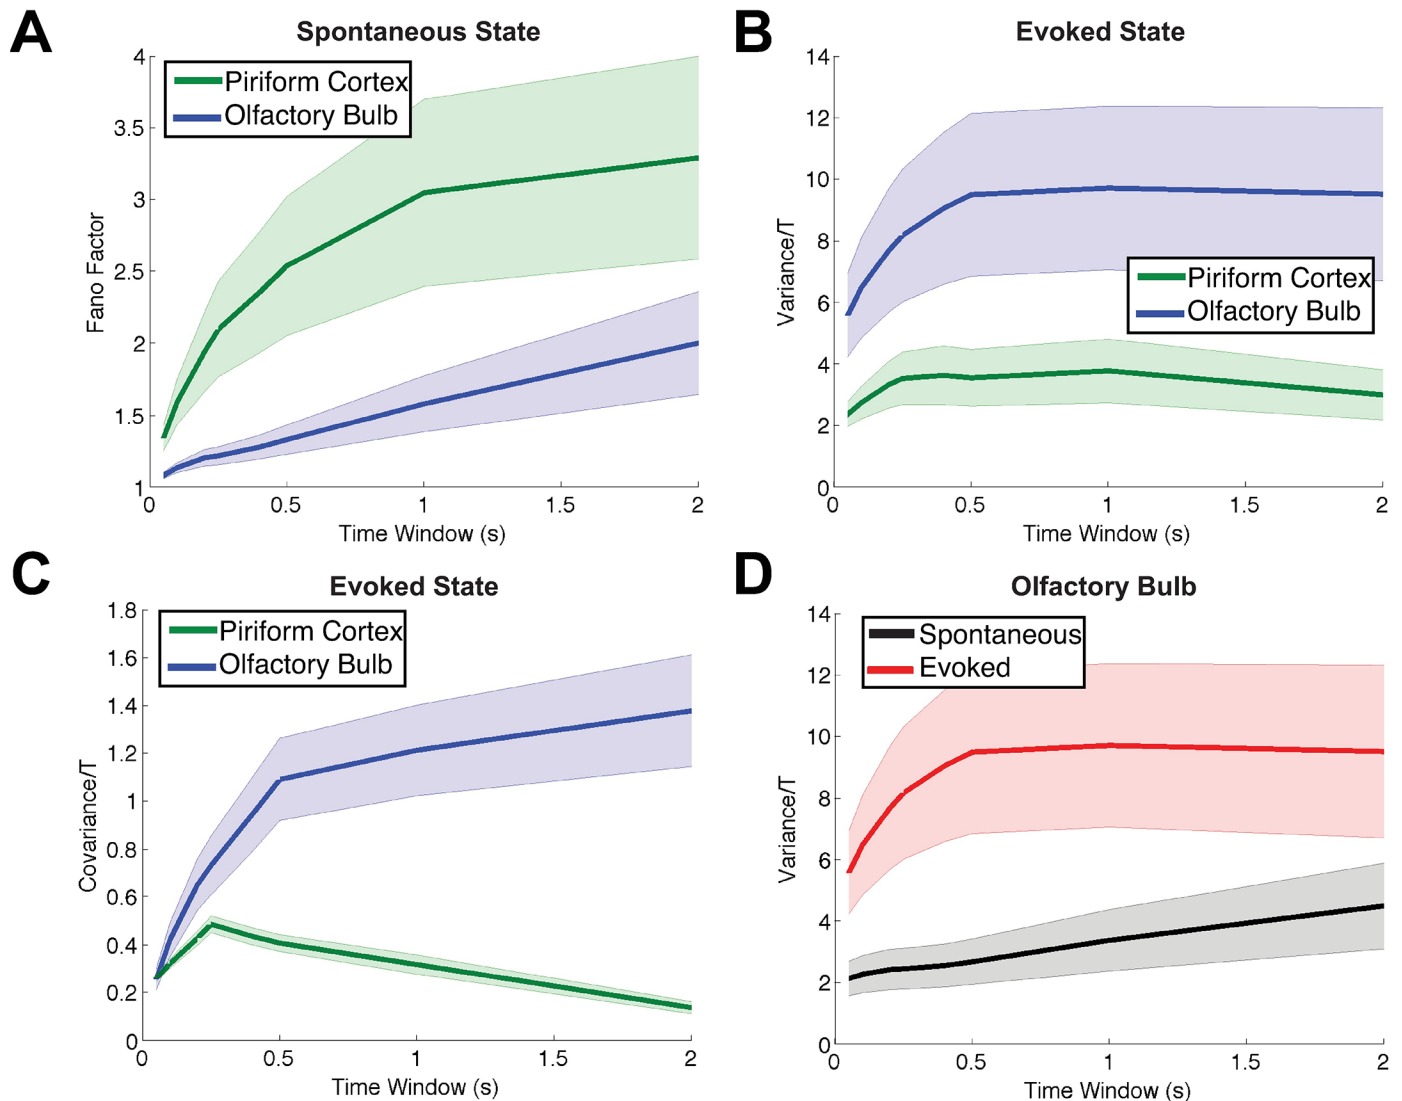 A
Spontaneous State
4
3.5
3
2.5
2
1.5
1
Fano Factor
Piriform Cortex
Olfactory Bulb
0
0.5
1
1.5
2
Time Window (s)
B
Evoked State
14
12
10
8
6
4
2
0
Variance/T
Piriform Cortex
Olfactory Bulb
0
0.5
1
1.5
2
Time Window (s)
C
Evoked State
1.8
1.6
1.4
1.2
1
0.8
0.6
0.4
0.2
0
Covariance/T
Piriform Cortex
Olfactory Bulb
0
0.5
1
1.5
2
Time Window (s)
D
Olfactory Bulb
14
12
10
8
6
4
2
0
Variance/T
Spontaneous
Evoked
0
0.5
1
1.5
2
Time Window (s)